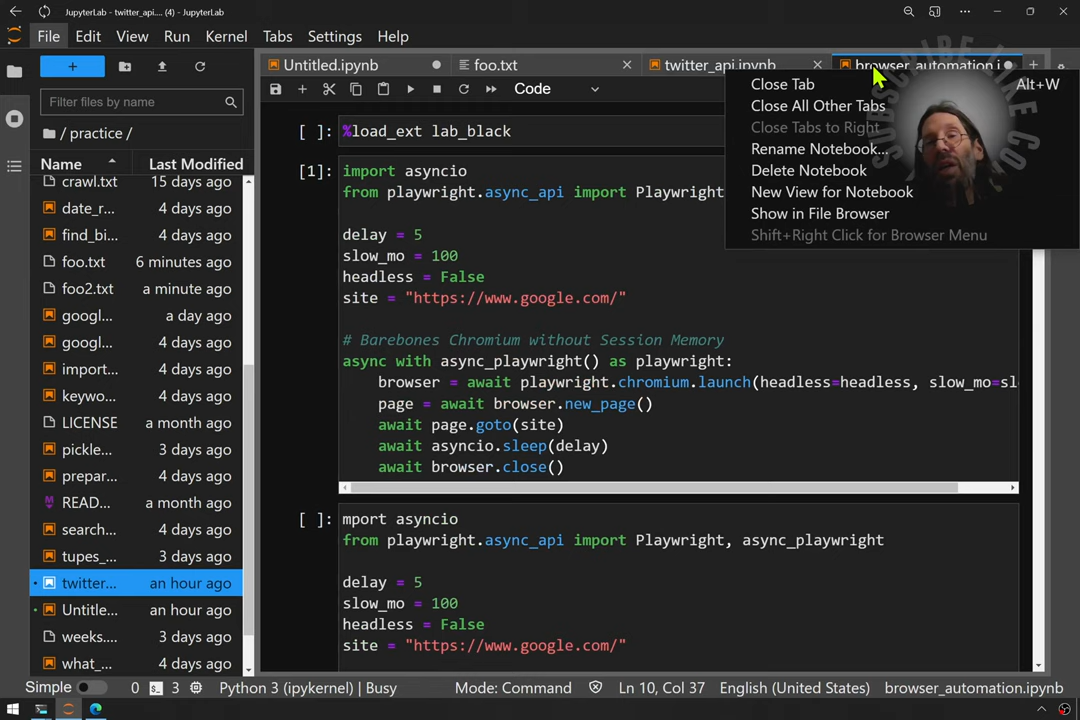 JupyterLab - twitter_api.... (4) - JupyterLab
File Edit View Run Kernel Tabs Settings Help
Untitled.ipynb
foo.txt
twitter_api.ipynb
browser_automation.i
Filter files by name
/ practice /
Name Last Modified
crawl.txt 15 days ago
date_r... 4 days ago
find_bi... 4 days ago
foo.txt 6 minutes ago
foo2.txt a minute ago
googl... a day ago
googl... 4 days ago
import... 4 days ago
keywo... 4 days ago
LICENSE a month ago
pickle... 3 days ago
prepar... 4 days ago
READ... a month ago
search... 4 days ago
tupes_... 4 days ago
twitter... an hour ago
Untitle... an hour ago
weeks.... 3 days ago
what_... 4 days ago
Code
[ ]: %load_ext lab_black
[1]: import asyncio
from playwright.async_api import Playwright
delay = 5
slow_mo = 100
headless = False
site = "https://www.google.com/"
# Barebones Chromium without Session Memory
async with async_playwright() as playwright:
browser = await playwright.chromium.launch(headless=headless, slow_mo=sl
page = await browser.new_page()
await page.goto(site)
await asyncio.sleep(delay)
await browser.close()
[ ]: mport asyncio
from playwright.async_api import Playwright, async_playwright
delay = 5
slow_mo = 100
headless = False
site = "https://www.google.com/"
Close Tab Alt+W
Close All Other Tabs
Close Tabs to Right
Rename Notebook...
Delete Notebook
New View for Notebook
Show in File Browser
Shift+Right Click for Browser Menu
SUBSCRIBE LIKE
Simple 0 3 Python 3 (ipykernel) | Busy Mode: Command Ln 10, Col 37 English (United States) browser_automation.ipynb